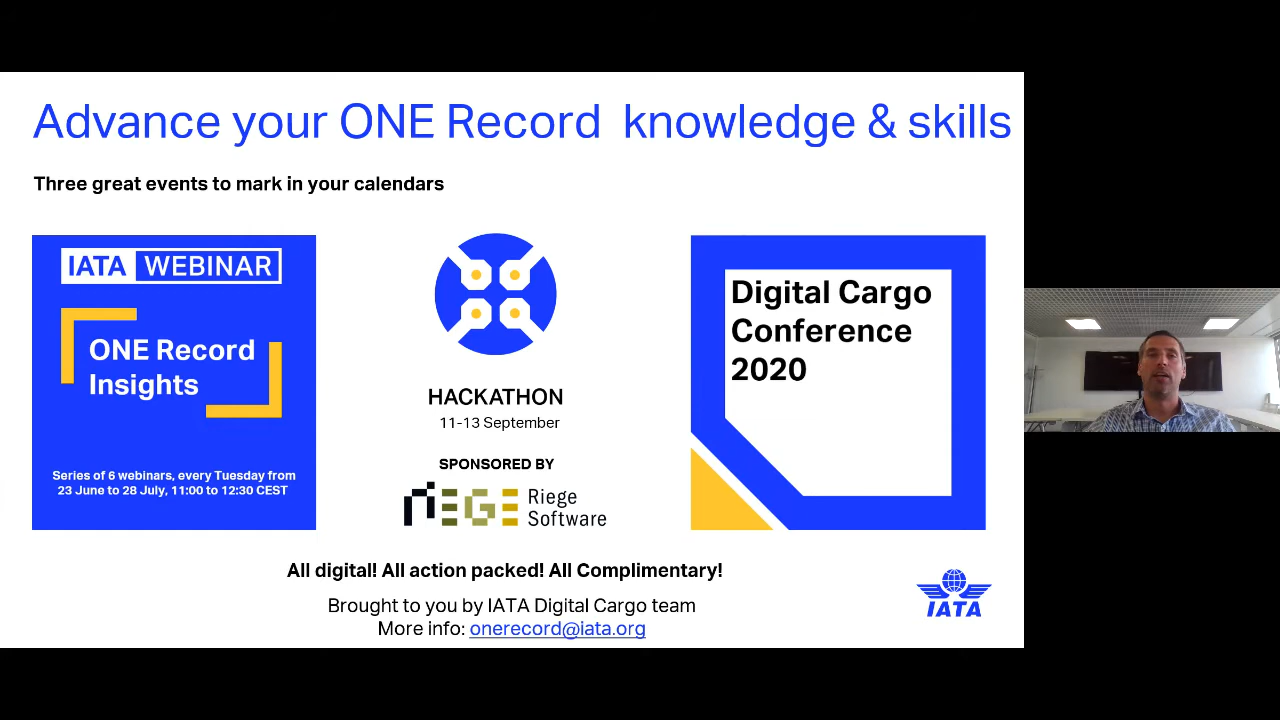 Advance your ONE Record knowledge & skills
Three great events to mark in your calendars
IATA WEBINAR
ONE Record
Insights
Series of 6 webinars, every Tuesday from
23 June to 28 July, 11:00 to 12:30 CEST
HACKATHON
11-13 September
SPONSORED BY
RIEGE
Riege
Software
Digital Cargo
Conference
2020
All digital! All action packed! All Complimentary!
Brought to you by IATA Digital Cargo team
More info: onerecord@iata.org
IATA